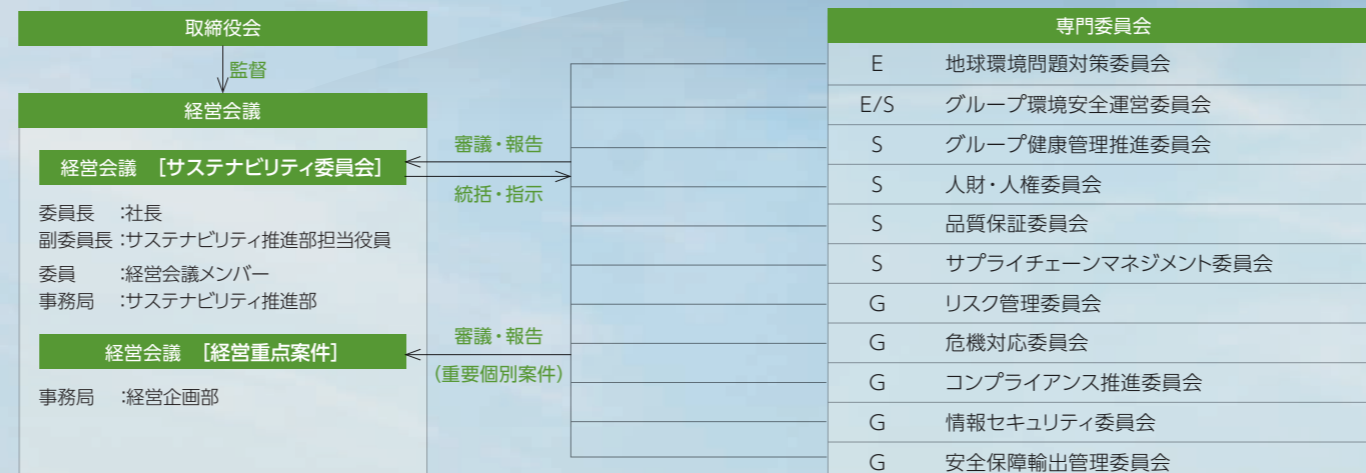 取締役会
監督
経営会議
経営会議 [サステナビリティ委員会]
委員長 :社長
副委員長:サステナビリティ推進部担当役員
委員 :経営会議メンバー
事務局 :サステナビリティ推進部
経営会議 [経営重点案件]
事務局 :経営企画部
審議・報告
統括・指示
審議・報告
(重要個別案件)
専門委員会
E 地球環境問題対策委員会
E/S グループ環境安全運営委員会
S グループ健康管理推進委員会
S 人財・人権委員会
S 品質保証委員会
S サプライチェーンマネジメント委員会
G リスク管理委員会
G 危機対応委員会
G コンプライアンス推進委員会
G 情報セキュリティ委員会
G 安全保障輸出管理委員会